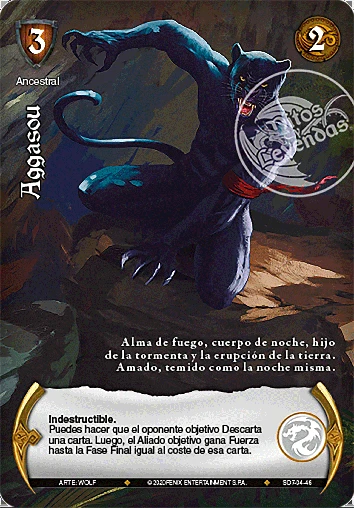 3
2
Ancestral
Aggasou
Mitos
Leyendas
Alma de fuego, cuerpo de noche, hijo
de la tormenta y la erupción de la tierra.
Amado, temido como la noche misma.
Indestructible.
Puedes hacer que el oponente objetivo Descarta
una carta. Luego, el Aliado objetivo gana Fuerza
hasta la Fase Final igual al coste de esa carta.
ARTE: WOLF
© 2020 FENIX ENTERTAINMENT S.P.A.
SD7-04-46